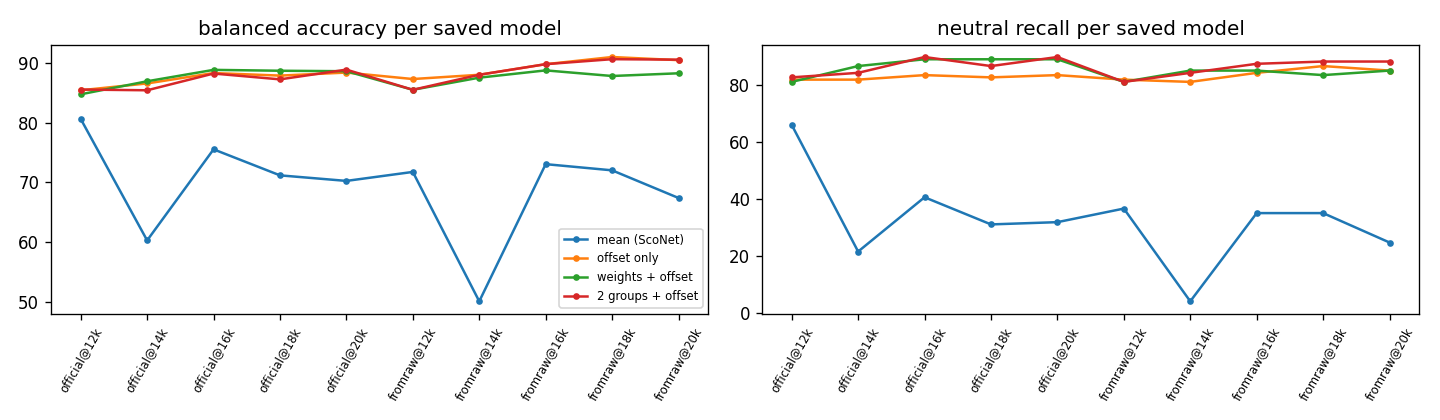 balanced accuracy per saved model
90
80
70
60
50
mean (ScoNet)
offset only
weights + offset
2 groups + offset
official@12k
official@14k
official@16k
official@18k
official@20k
fromraw@12k
fromraw@14k
fromraw@16k
fromraw@18k
fromraw@20k
neutral recall per saved model
80
60
40
20
0
official@12k
official@14k
official@16k
official@18k
official@20k
fromraw@12k
fromraw@14k
fromraw@16k
fromraw@18k
fromraw@20k